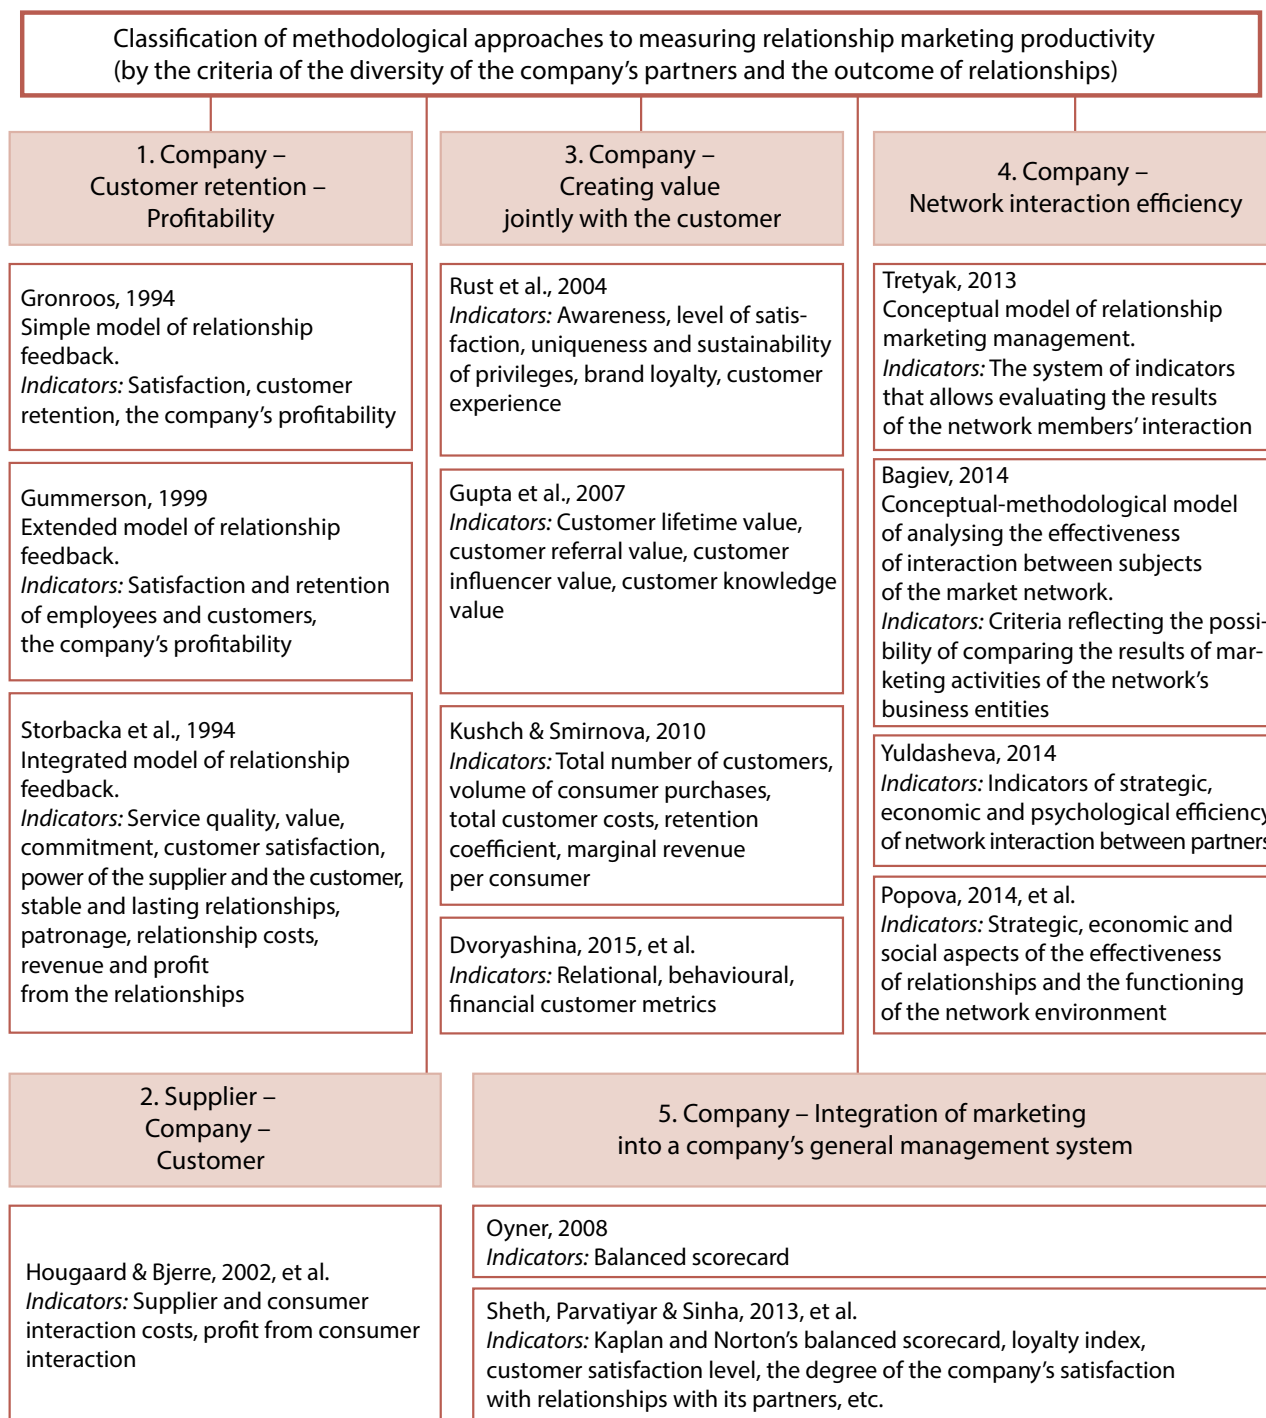 Classification of methodological approaches to measuring relationship marketing productivity
(by the criteria of the diversity of the company's partners and the outcome of relationships)
1. Company –
Customer retention –
Profitability
Gronroos, 1994
Simple model of relationship
feedback.
Indicators: Satisfaction, customer
retention, the company's profitability
Gummerson, 1999
Extended model of relationship
feedback.
Indicators: Satisfaction and retention
of employees and customers,
the company's profitability
Storbacka et al., 1994
Integrated model of relationship
feedback.
Indicators: Service quality, value,
commitment, customer satisfaction,
power of the supplier and the customer,
stable and lasting relationships,
patronage, relationship costs,
revenue and profit
from the relationships
3. Company –
Creating value
jointly with the customer
Rust et al., 2004
Indicators: Awareness, level of satis-
faction, uniqueness and sustainability
of privileges, brand loyalty, customer
experience
Gupta et al., 2007
Indicators: Customer lifetime value,
customer referral value, customer
influencer value, customer knowledge
value
Kushch & Smirnova, 2010
Indicators: Total number of customers,
volume of consumer purchases,
total customer costs, retention
coefficient, marginal revenue
per consumer
Dvoryashina, 2015, et al.
Indicators: Relational, behavioural,
financial customer metrics
4. Company –
Network interaction efficiency
Tretyak, 2013
Conceptual model of relationship
marketing management.
Indicators: The system of indicators
that allows evaluating the results
of the network members' interaction
Bagiev, 2014
Conceptual-methodological model
of analysing the effectiveness
of interaction between subjects
of the market network.
Indicators: Criteria reflecting the possi-
bility of comparing the results of mar-
keting activities of the network's
business entities
Yuldasheva, 2014
Indicators: Indicators of strategic,
economic and psychological efficiency
of network interaction between partners
Popova, 2014, et al.
Indicators: Strategic, economic and
social aspects of the effectiveness
of relationships and the functioning
of the network environment
2. Supplier –
Company –
Customer
Hougaard & Bjerre, 2002, et al.
Indicators: Supplier and consumer
interaction costs, profit from consumer
interaction
5. Company – Integration of marketing
into a company's general management system
Oyner, 2008
Indicators: Balanced scorecard
Sheth, Parvatiyar & Sinha, 2013, et al.
Indicators: Kaplan and Norton's balanced scorecard, loyalty index,
customer satisfaction level, the degree of the company's satisfaction
with relationships with its partners, etc.